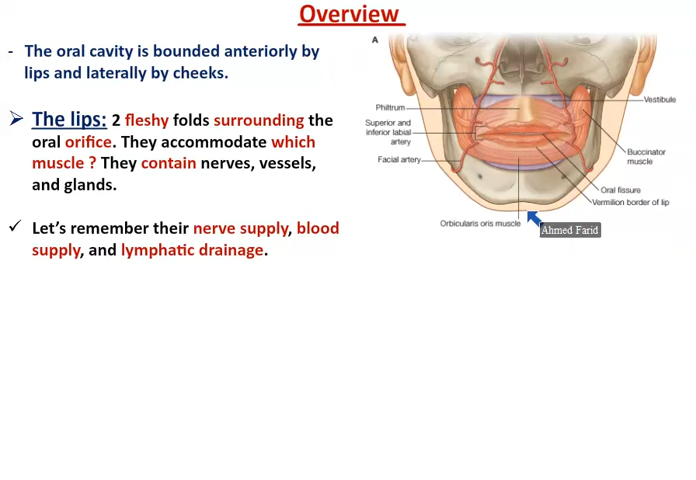 Overview
- The oral cavity is bounded anteriorly by
lips and laterally by cheeks.
➢ The lips: 2 fleshy folds surrounding the
oral orifice. They accommodate which
muscle ? They contain nerves, vessels,
and glands.
✓ Let's remember their nerve supply, blood
supply, and lymphatic drainage.
A
Philtrum
Superior and
inferior labial
artery
Facial artery
Orbicularis oris muscle
Vestibule
Buccinator
muscle
Oral fissure
Vermilion border of lip
Ahmed Farid